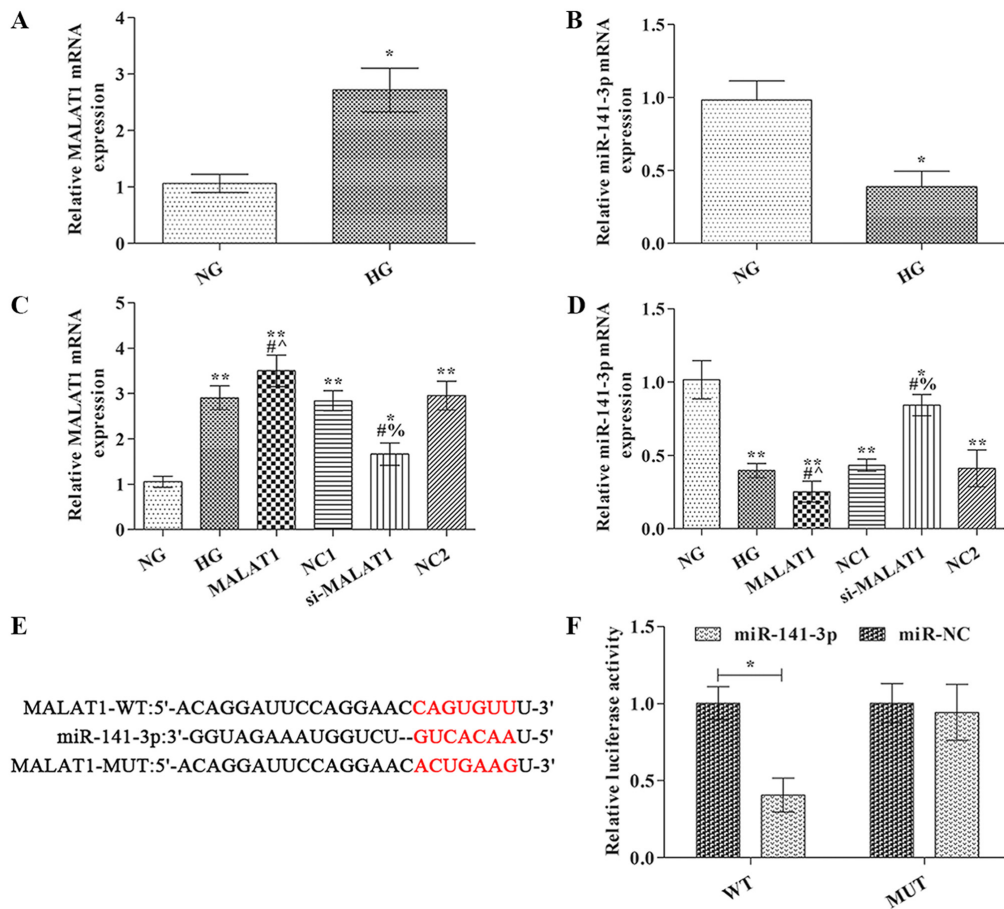 A
Relative MALAT1 mRNA
expression
4
3
2
1
0
*
NG
HG
B
Relative miR-141-3p mRNA
expression
1.5
1.0
0.5
0.0
*
NG
HG
C
Relative MALAT1 mRNA
expression
5
4
3
2
1
0
**
**
#^
**
*
#%
**
NG
HG
MALAT1
NC1
si-MALAT1
NC2
D
Relative miR-141-3p mRNA
expression
1.5
1.0
0.5
0.0
**
**
#^
**
*
#%
**
NG
HG
MALAT1
NC1
si-MALAT1
NC2
E
MALAT1-WT:5'-ACAGGAUUCCAGGAACCAGUGUUU-3'
miR-141-3p:3'-GGUAGAAAUGGUCU--GUCACAAU-5'
MALAT1-MUT:5'-ACAGGAUUCCAGGAACACUGAAGU-3'
F
Relative luciferase activity
1.5
1.0
0.5
0.0
miR-141-3p
miR-NC
*
WT
MUT